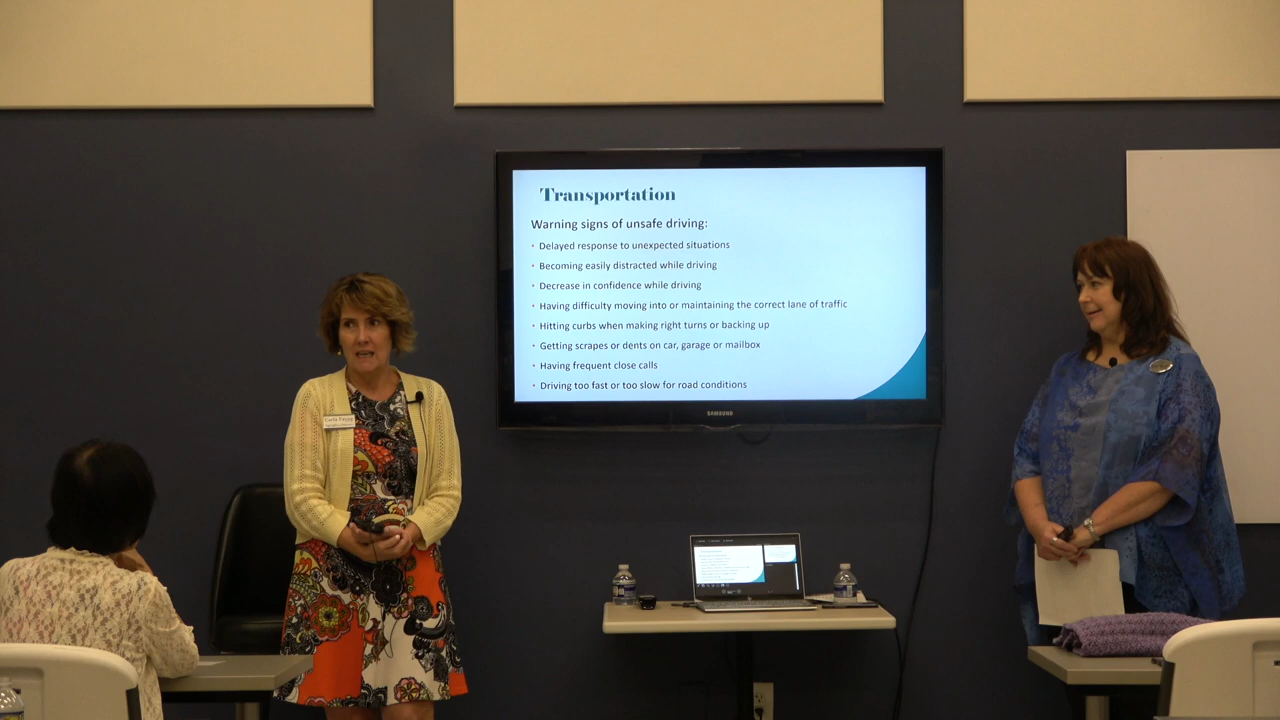 Transportation
Warning signs of unsafe driving:
• Delayed response to unexpected situations
• Becoming easily distracted while driving
• Decrease in confidence while driving
• Having difficulty moving into or maintaining the correct lane of traffic
• Hitting curbs when making right turns or backing up
• Getting scrapes or dents on car, garage or mailbox
• Having frequent close calls
• Driving too fast or too slow for road conditions
SAMSUNG
Carla